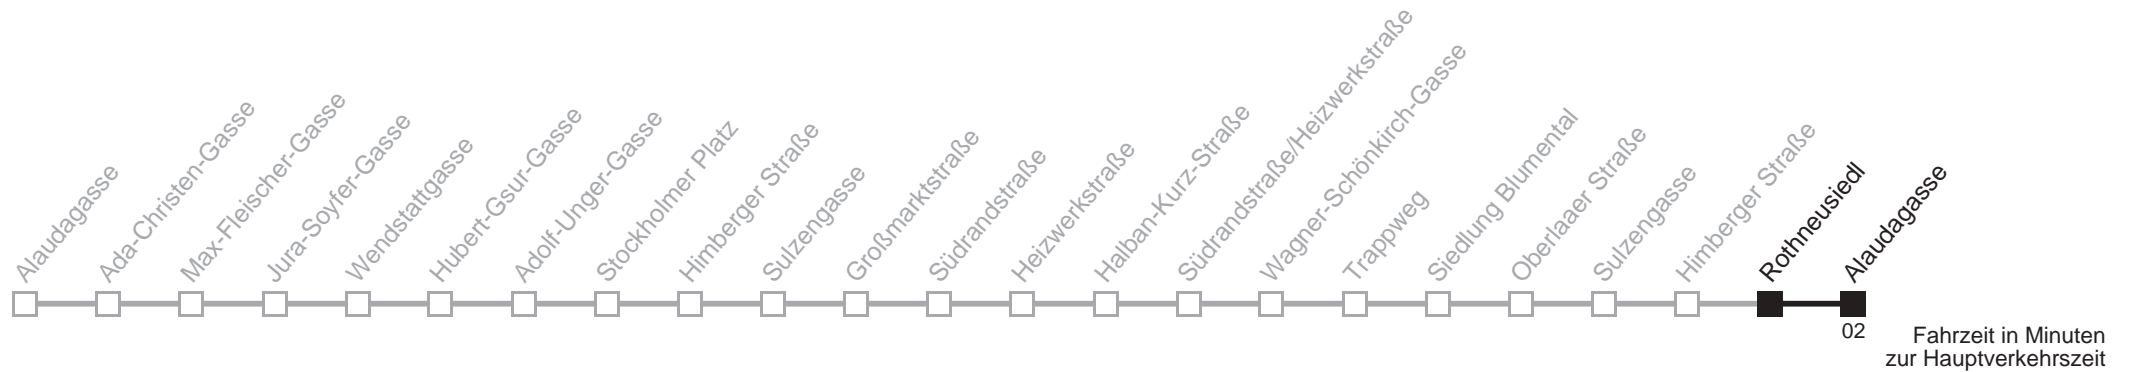 Alaudagasse
Ada-Christen-Gasse
Max-Fleischer-Gasse
Jura-Soyfer-Gasse
Wendstattgasse
Hubert-Gsur-Gasse
Adolf-Unger-Gasse
Stockholmer Platz
Himberger Straße
Sulzengasse
Großmarktstraße
Südrandstraße
Heizwerkstraße
Halban-Kurz-Straße
Südrandstraße/Heizwerkstraße
Wagner-Schönkirch-Gasse
Trappweg
Siedlung Blumental
Oberlaaer Straße
Sulzengasse
Himberger Straße
Rothneusiedl
Alaudagasse
02
Fahrzeit in Minuten
zur Hauptverkehrszeit